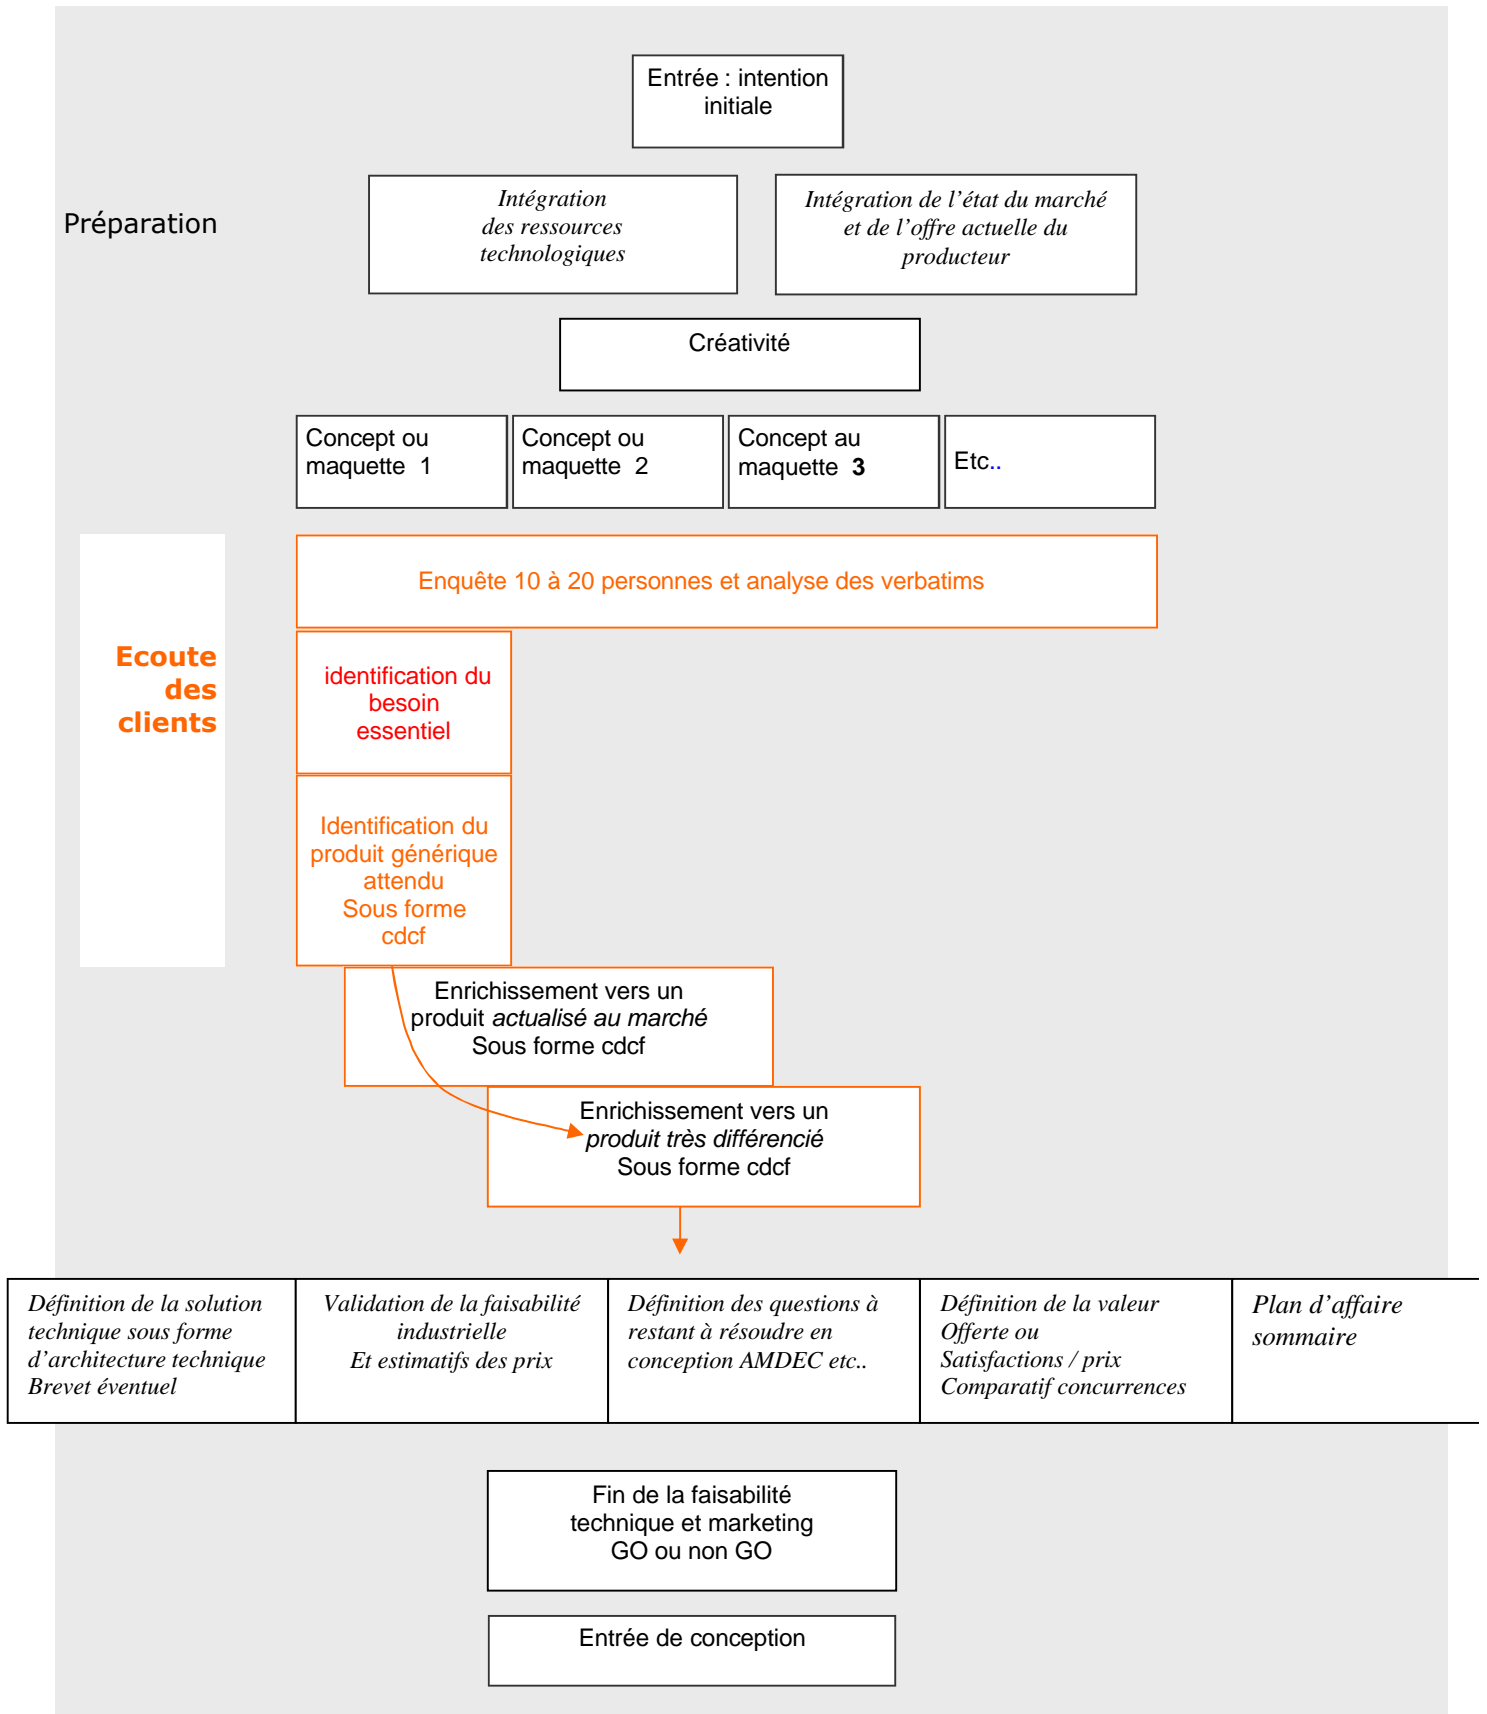 Entrée : intention
initiale
Préparation
Intégration
des ressources
technologiques
Intégration de l’état du marché
et de l’offre actuelle du
producteur
Créativité
Concept ou
maquette 1
Concept ou
maquette 2
Concept au
maquette 3
Etc..
Enquête 10 à 20 personnes et analyse des verbatims
Ecoute
des
clients
identification du
besoin
essentiel
Identification du
produit générique
attendu
Sous forme
cdcf
Enrichissement vers un
produit actualisé au marché
Sous forme cdcf
Enrichissement vers un
produit très différencié
Sous forme cdcf
Définition de la solution
technique sous forme
d’architecture technique
Brevet éventuel
Validation de la faisabilité
industrielle
Et estimatifs des prix
Définition des questions à
restant à résoudre en
conception AMDEC etc..
Définition de la valeur
Offerte ou
Satisfactions / prix
Comparatif concurrences
Plan d’affaire
sommaire
Fin de la faisabilité
technique et marketing
GO ou non GO
Entrée de conception